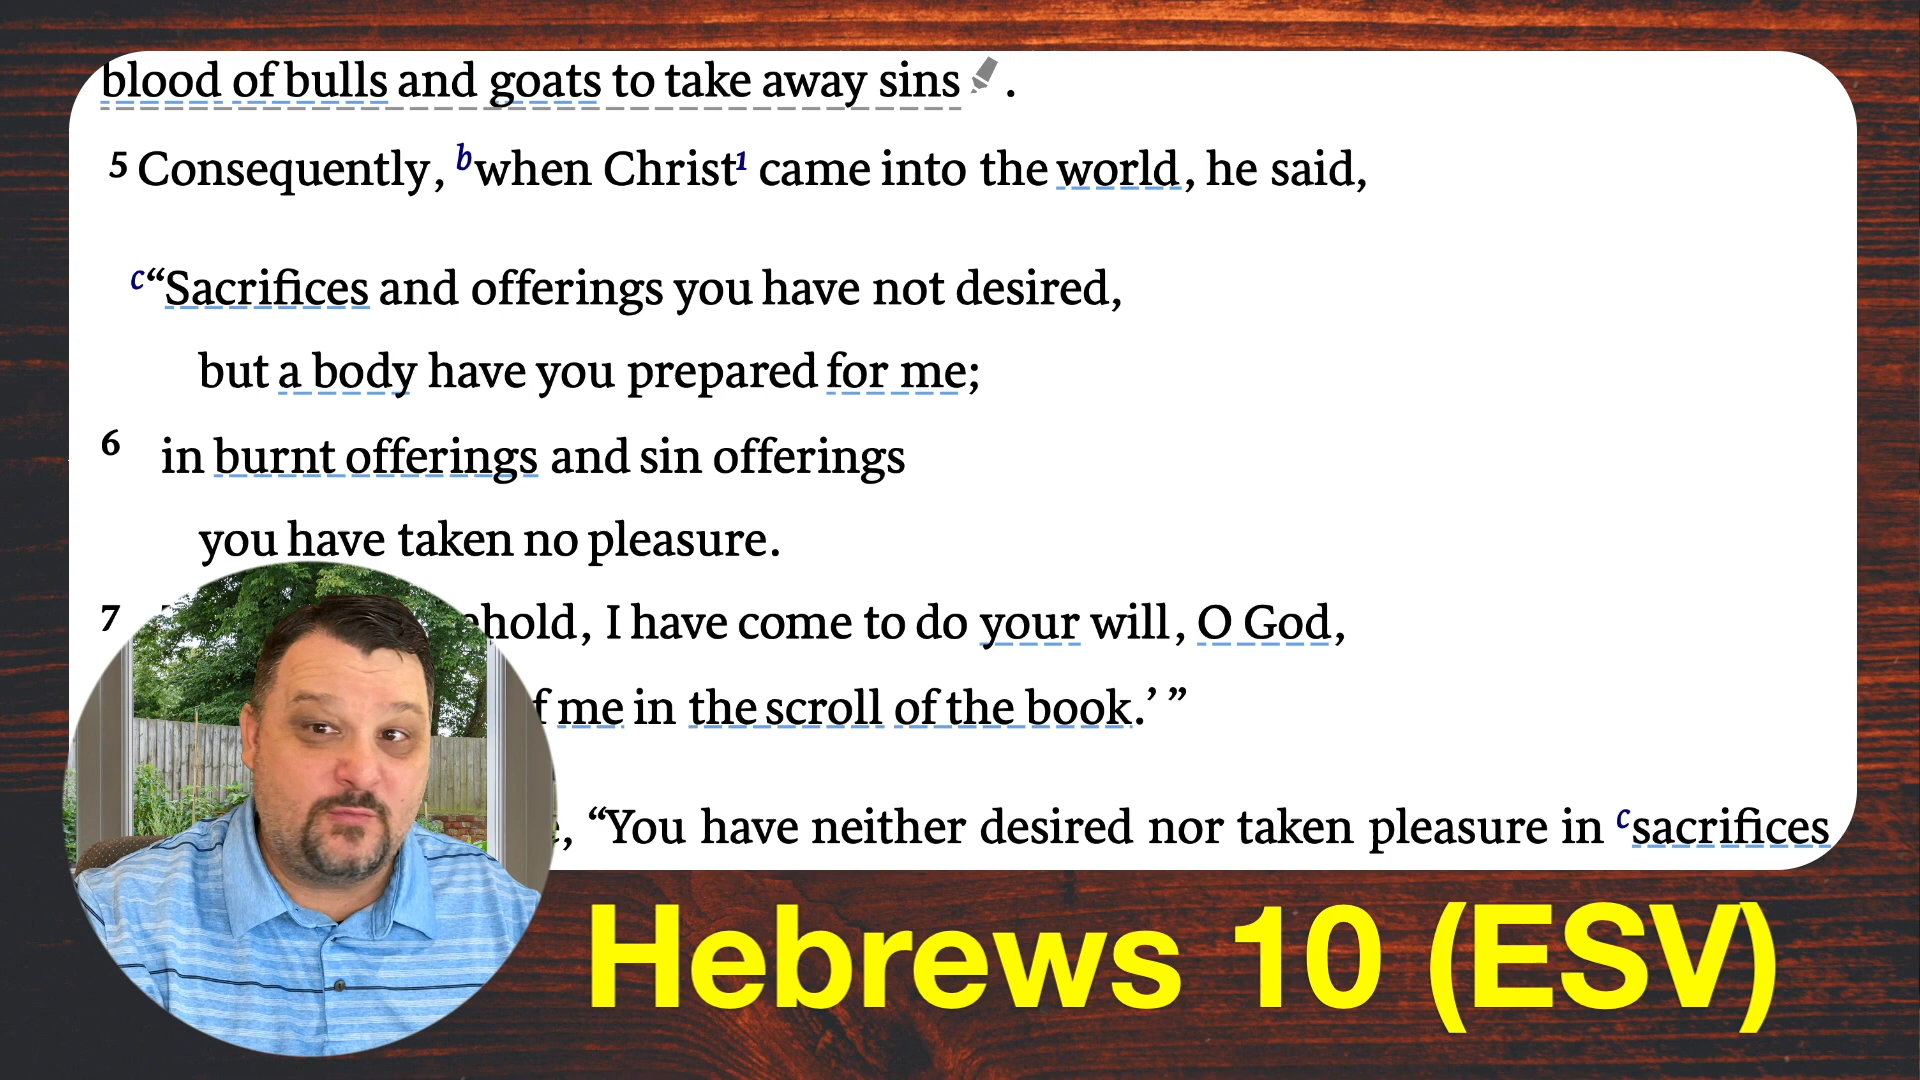 blood of bulls and goats to take away sins .
5 Consequently, b when Christ1 came into the world, he said,
c “Sacrifices and offerings you have not desired,
but a body have you prepared for me;
6 in burnt offerings and sin offerings
you have taken no pleasure.
7 hold, I have come to do your will, O God,
me in the scroll of the book.’ ”
, “You have neither desired nor taken pleasure in c sacrifices
Hebrews 10 (ESV)